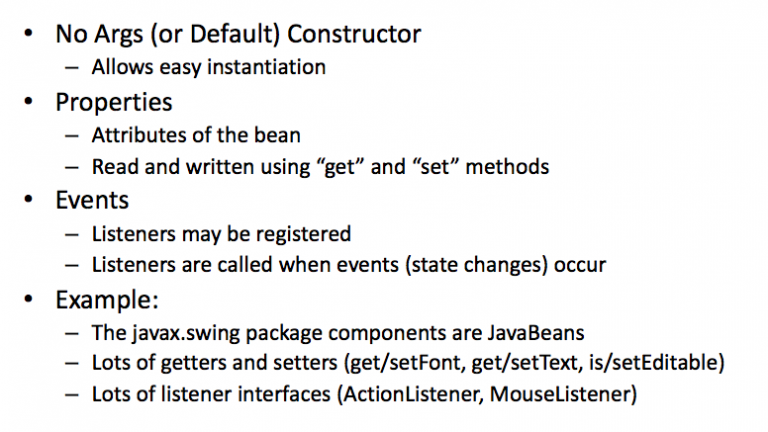 • No Args (or Default) Constructor
– Allows easy instantiation
• Properties
– Attributes of the bean
– Read and written using “get” and “set” methods
• Events
– Listeners may be registered
– Listeners are called when events (state changes) occur
• Example:
– The javax.swing package components are JavaBeans
– Lots of getters and setters (get/setFont, get/setText, is/setEditable)
– Lots of listener interfaces (ActionListener, MouseListener)